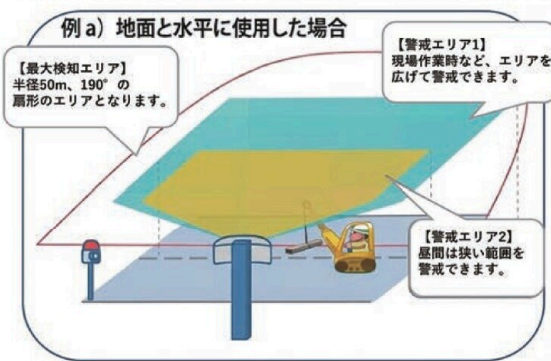 例 a）地面と水平に使用した場合
【最大検知エリア】
半径50m、190°の
扇形のエリアとなります。
【警戒エリア1】
現場作業時など、エリアを
広げて警戒できます。
【警戒エリア2】
昼間は狭い範囲を
警戒できます。